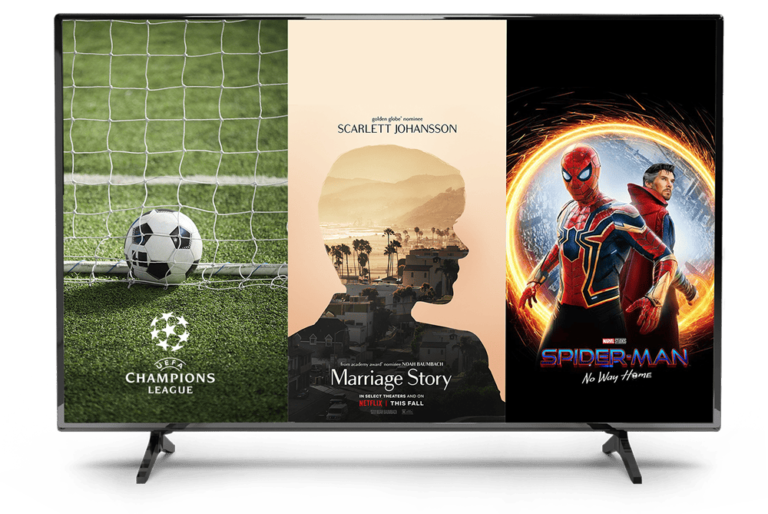 UEFA
CHAMPIONS
LEAGUE
golden globe® nominee
SCARLETT JOHANSSON
from academy award® nominee NOAH BAUMBACH
Marriage Story
IN SELECT THEATERS AND ON
NETFLIX | THIS FALL
MARVEL STUDIOS
SPIDER-MAN
No Way Home